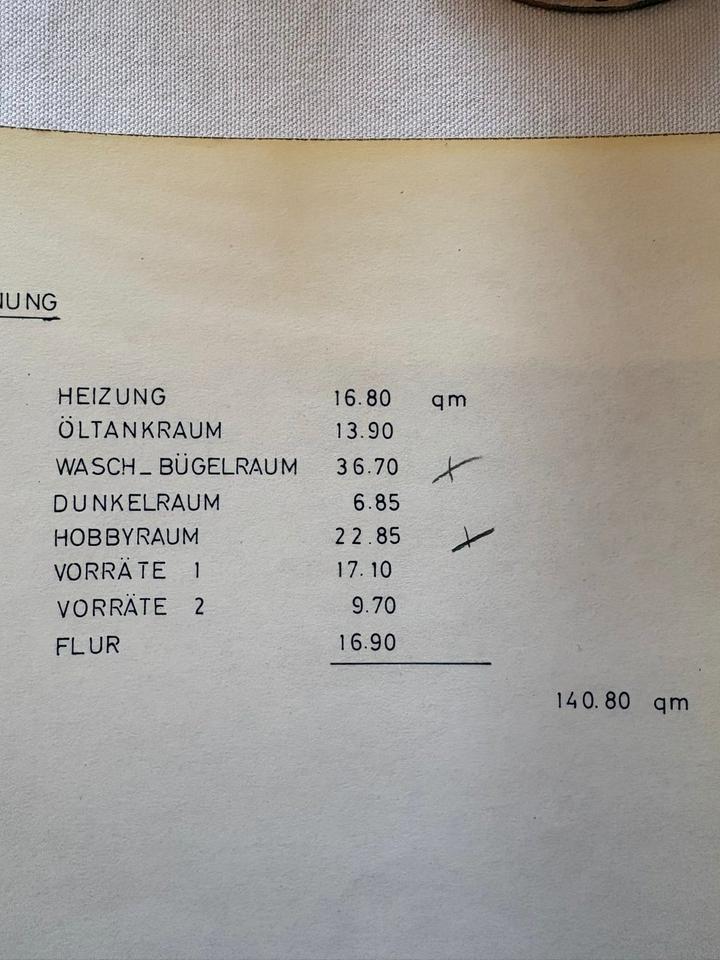 NUNG
HEIZUNG 16.80 qm
ÖLTANKRAUM 13.90
WASCH_BÜGELRAUM 36.70
DUNKELRAUM 6.85
HOBBYRAUM 22.85
VORRÄTE 1 17.10
VORRÄTE 2 9.70
FLUR 16.90
140.80 qm